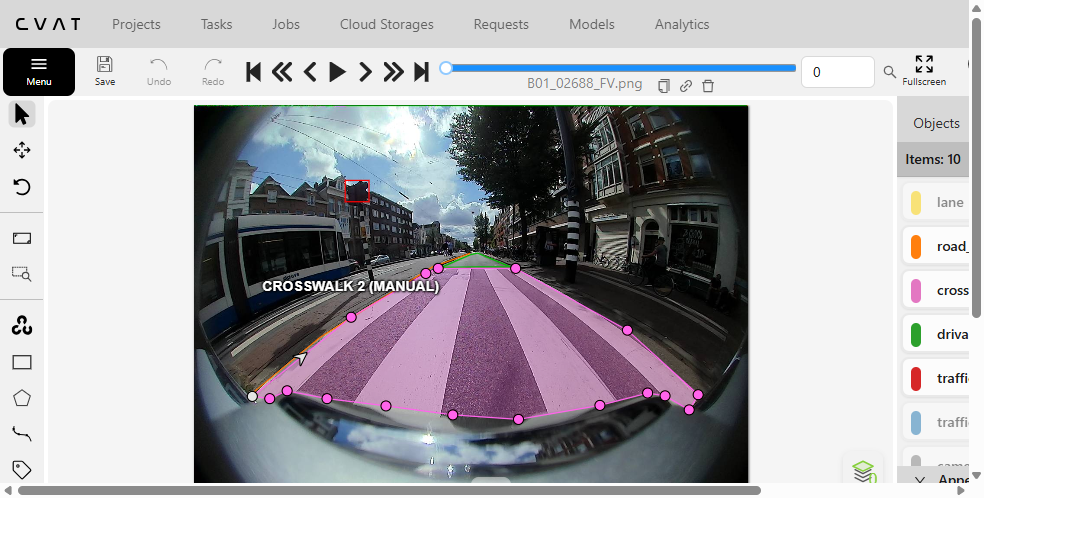 CVAT
Projects
Tasks
Jobs
Cloud Storages
Requests
Models
Analytics
Menu
Save
Undo
Redo
B01_02688_FV.png
0
Fullscreen
Objects
Items: 10
lane
road_
cross
driva
traffi
traffi
CROSSWALK 2 (MANUAL)